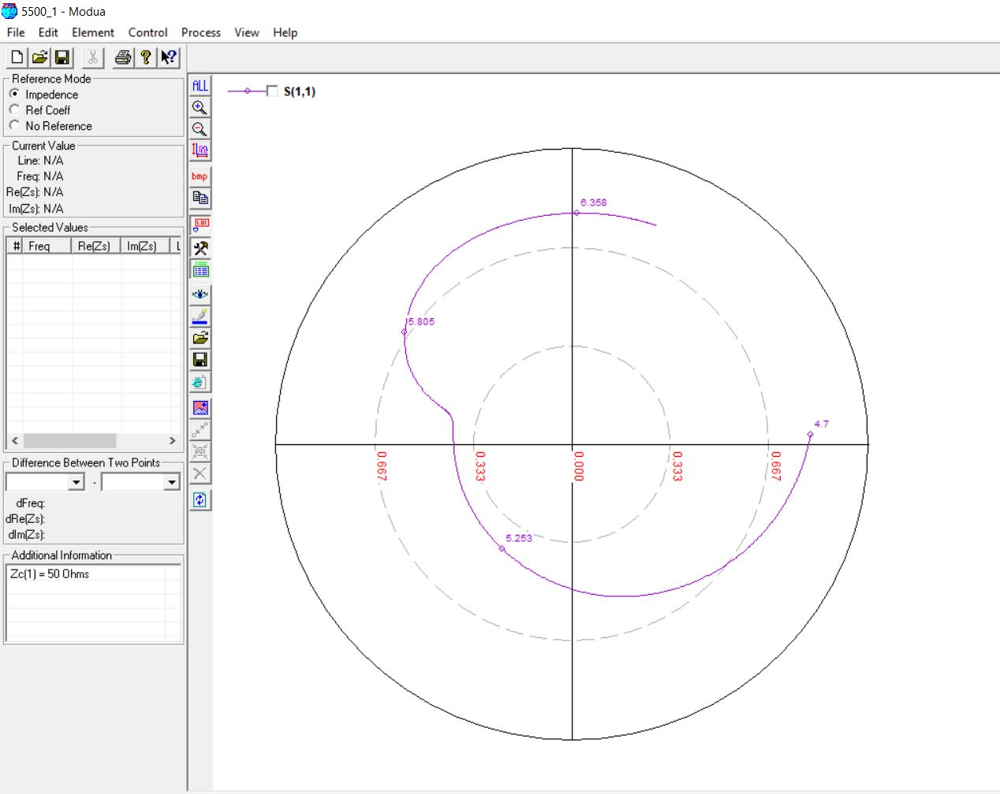 5500_1 - Modua
File Edit Element Control Process View Help
Reference Mode
Impedence
Ref Coeff
No Reference
Current Value
Line: N/A
Freq: N/A
Re(Zs): N/A
Im(Zs): N/A
Selected Values
# Freq Re(Zs) Im(Zs) L
Difference Between Two Points
-
dFreq:
dRe(Zs):
dIm(Zs):
Additional Information
Zc(1) = 50 Ohms
ALL
bmp
1.01
S(1,1)
6.358
5.805
4.7
0.667
0.333
0.000
0.333
0.667
5.253